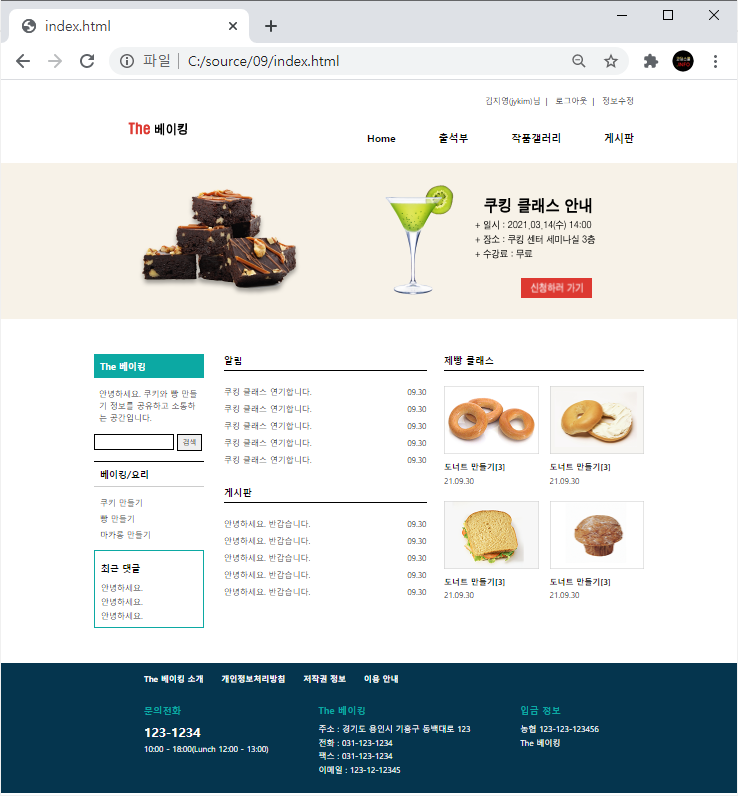 index.html
파일 | C:/source/09/index.html
김지영(jykim)님 | 로그아웃 | 정보수정
The 베이킹
Home 출석부 작품갤러리 게시판
쿠킹 클래스 안내
+ 일시 : 2021.03.14(수) 14:00
+ 장소 : 쿠킹 센터 세미나실 3층
+ 수강료 : 무료
신청하러 가기
The 베이킹
안녕하세요. 쿠키와 빵 만들
기 정보를 공유하고 소통하
는 공간입니다.
검색
베이킹/요리
쿠키 만들기
빵 만들기
마카롱 만들기
최근 댓글
안녕하세요.
안녕하세요.
안녕하세요.
알림
쿠킹 클래스 연기합니다. 09.30
쿠킹 클래스 연기합니다. 09.30
쿠킹 클래스 연기합니다. 09.30
쿠킹 클래스 연기합니다. 09.30
쿠킹 클래스 연기합니다. 09.30
게시판
안녕하세요. 반갑습니다. 09.30
안녕하세요. 반갑습니다. 09.30
안녕하세요. 반갑습니다. 09.30
안녕하세요. 반갑습니다. 09.30
안녕하세요. 반갑습니다. 09.30
제빵 클래스
도너트 만들기[3]
21.09.30
도너트 만들기[3]
21.09.30
도너트 만들기[3]
21.09.30
도너트 만들기[3]
21.09.30
The 베이킹 소개 개인정보처리방침 저작권 정보 이용 안내
문의전화
123-1234
10:00 - 18:00(Lunch 12:00 - 13:00)
The 베이킹
주소 : 경기도 용인시 기흥구 동백대로 123
전화 : 031-123-1234
팩스 : 031-123-1234
이메일 : 123-12-12345
입금 정보
농협 123-123-123456
The 베이킹